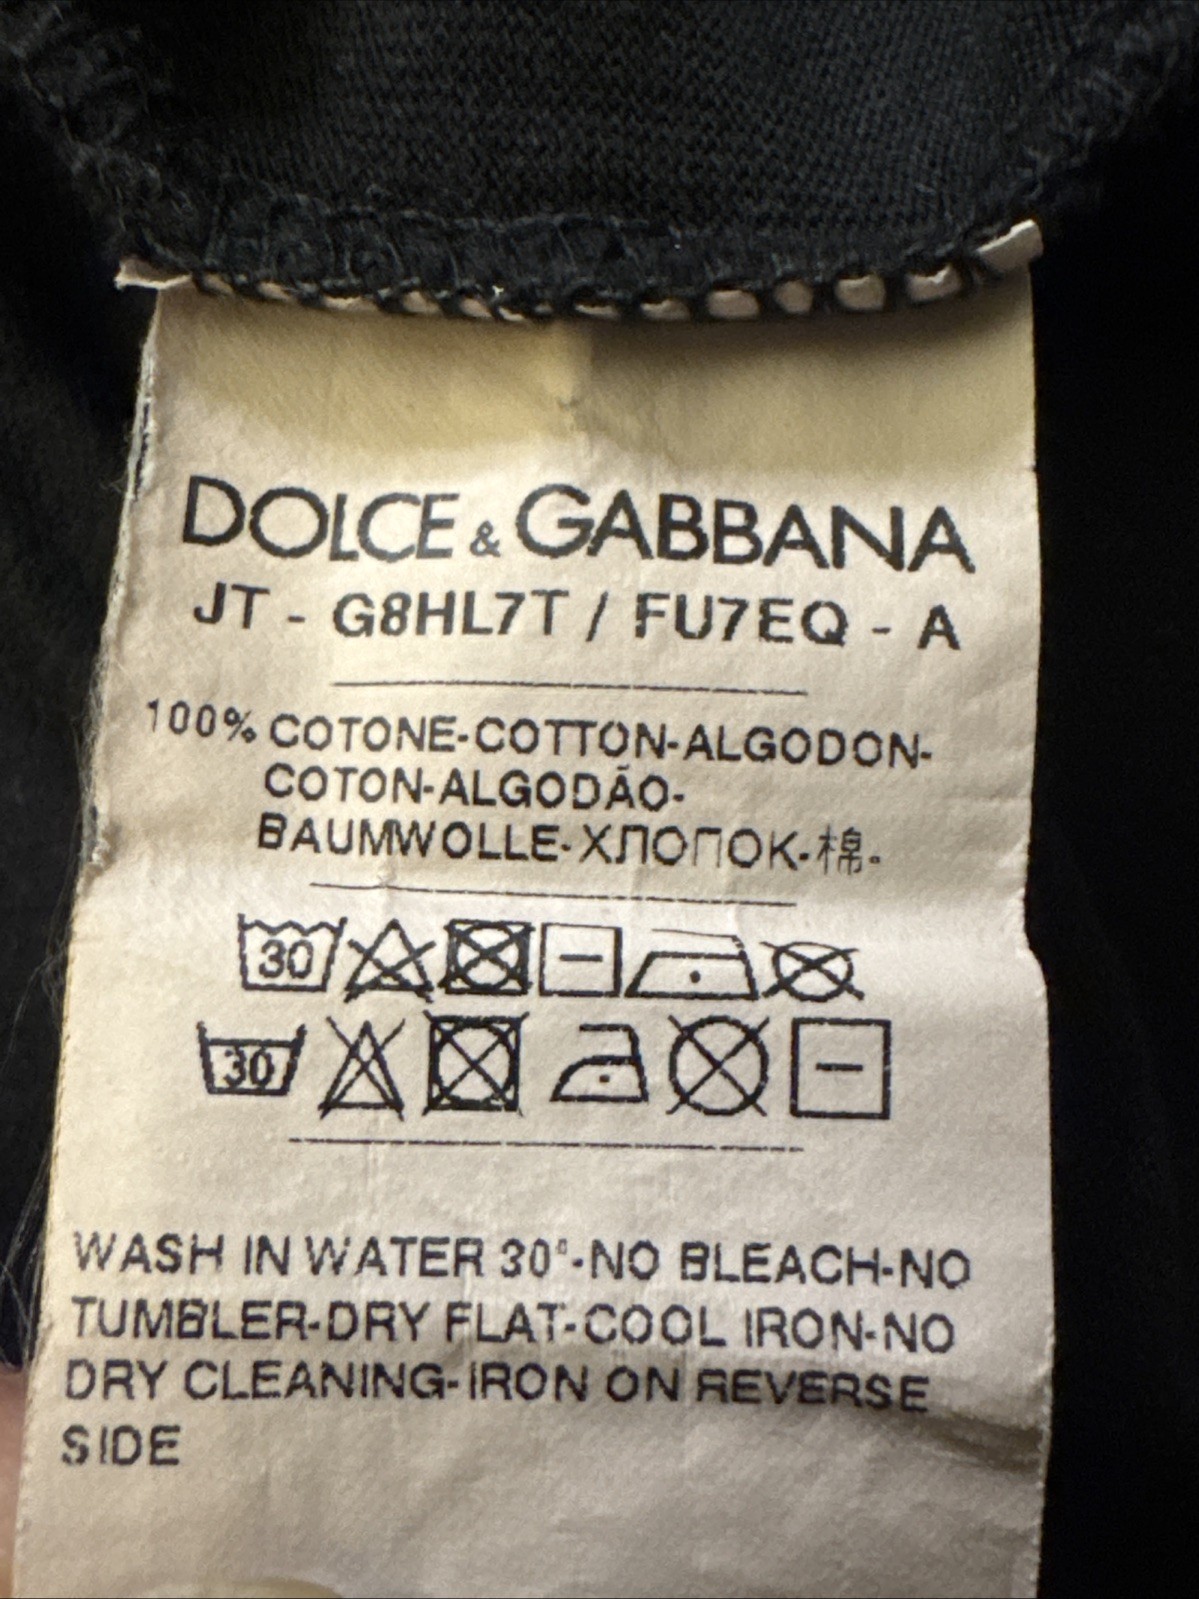 DOLCE & GABBANA
JT - G8HL7T / FU7EQ - A
100% COTONE-COTTON-ALGODON-
COTON-ALGODÃO-
BAUMWOLLE-ХЛОПОК-棉。
30
30
WASH IN WATER 30°-NO BLEACH-NO
TUMBLER-DRY FLAT-COOL IRON-NO
DRY CLEANING-IRON ON REVERSE
SIDE